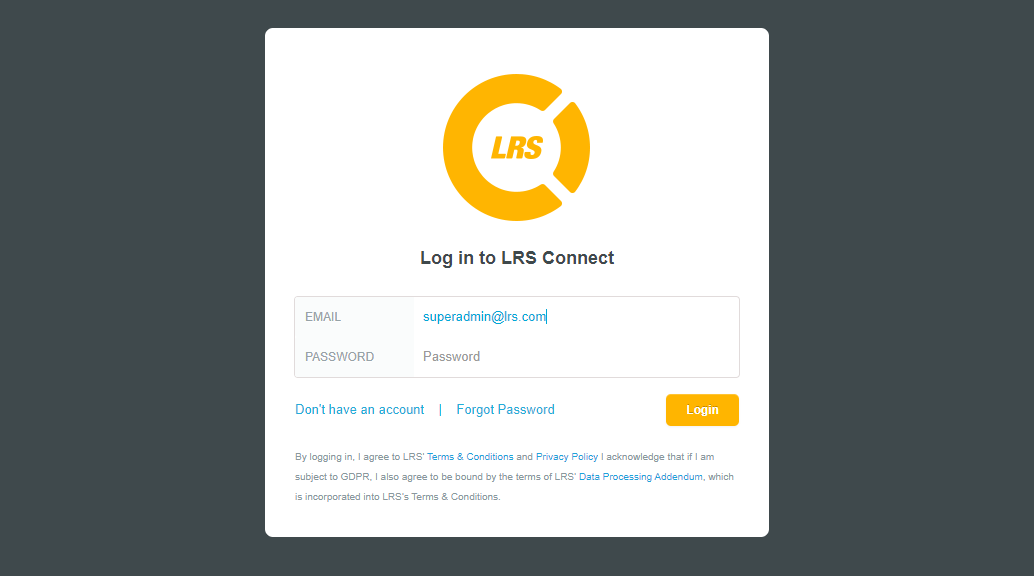 LRS
Log in to LRS Connect
EMAIL superadmin@lrs.com
PASSWORD Password
Don't have an account | Forgot Password Login
By logging in, I agree to LRS' Terms & Conditions and Privacy Policy I acknowledge that if I am
subject to GDPR, I also agree to be bound by the terms of LRS' Data Processing Addendum, which
is incorporated into LRS's Terms & Conditions.